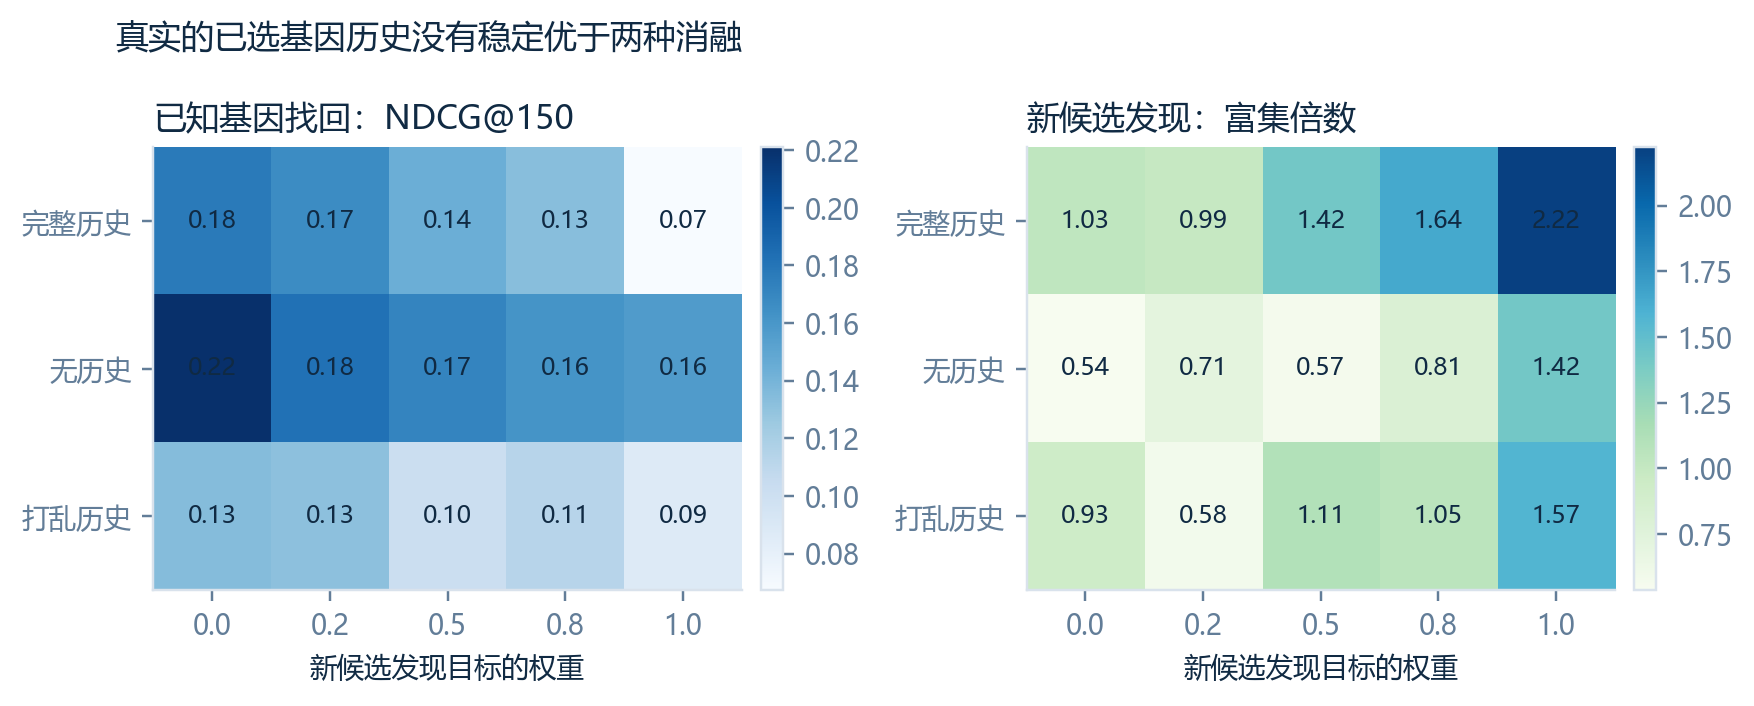 真实的已选基因历史没有稳定优于两种消融
已知基因找回：NDCG@150
完整历史
无历史
打乱历史
0.18 0.17 0.14 0.13 0.07
0.22 0.18 0.17 0.16 0.16
0.13 0.13 0.10 0.11 0.09
0.0 0.2 0.5 0.8 1.0
新候选发现目标的权重
0.22
0.20
0.18
0.16
0.14
0.12
0.10
0.08
新候选发现：富集倍数
完整历史
无历史
打乱历史
1.03 0.99 1.42 1.64 2.22
0.54 0.71 0.57 0.81 1.42
0.93 0.58 1.11 1.05 1.57
0.0 0.2 0.5 0.8 1.0
新候选发现目标的权重
2.00
1.75
1.50
1.25
1.00
0.75